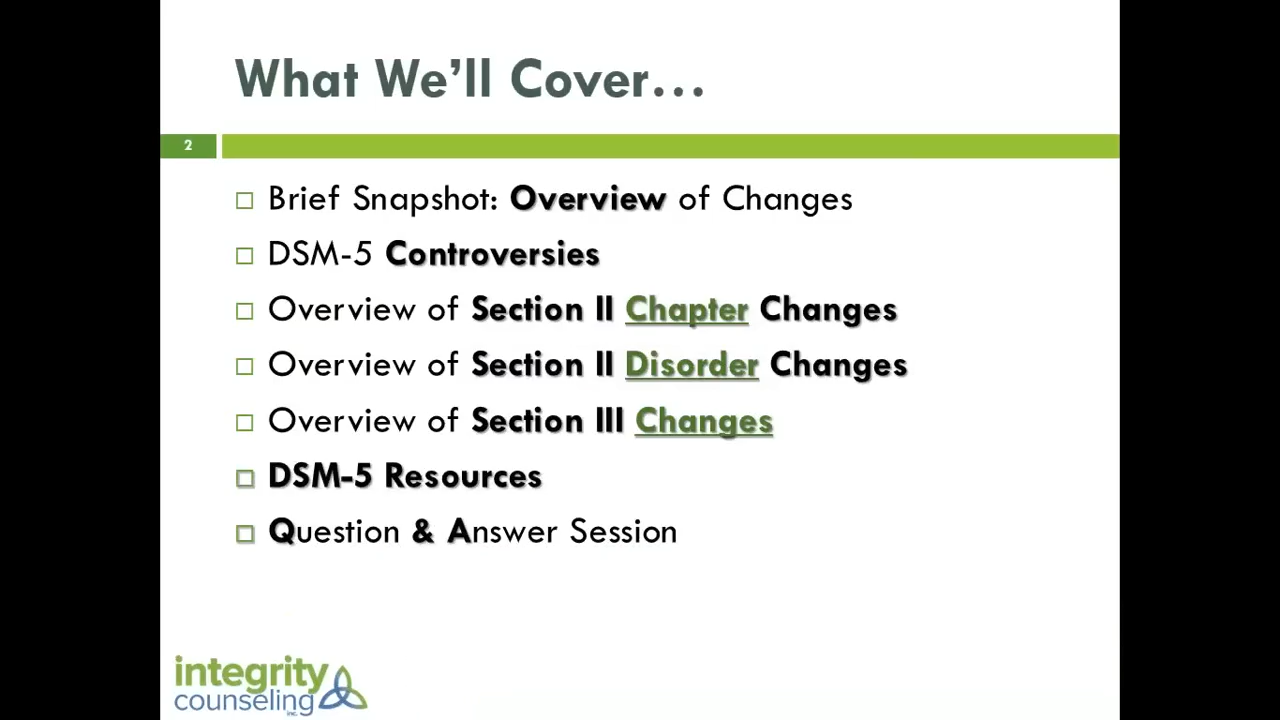 What We'll Cover...
2
Brief Snapshot: Overview of Changes
DSM-5 Controversies
Overview of Section II Chapter Changes
Overview of Section II Disorder Changes
Overview of Section III Changes
DSM-5 Resources
Question & Answer Session
integrity
counseling
inc.